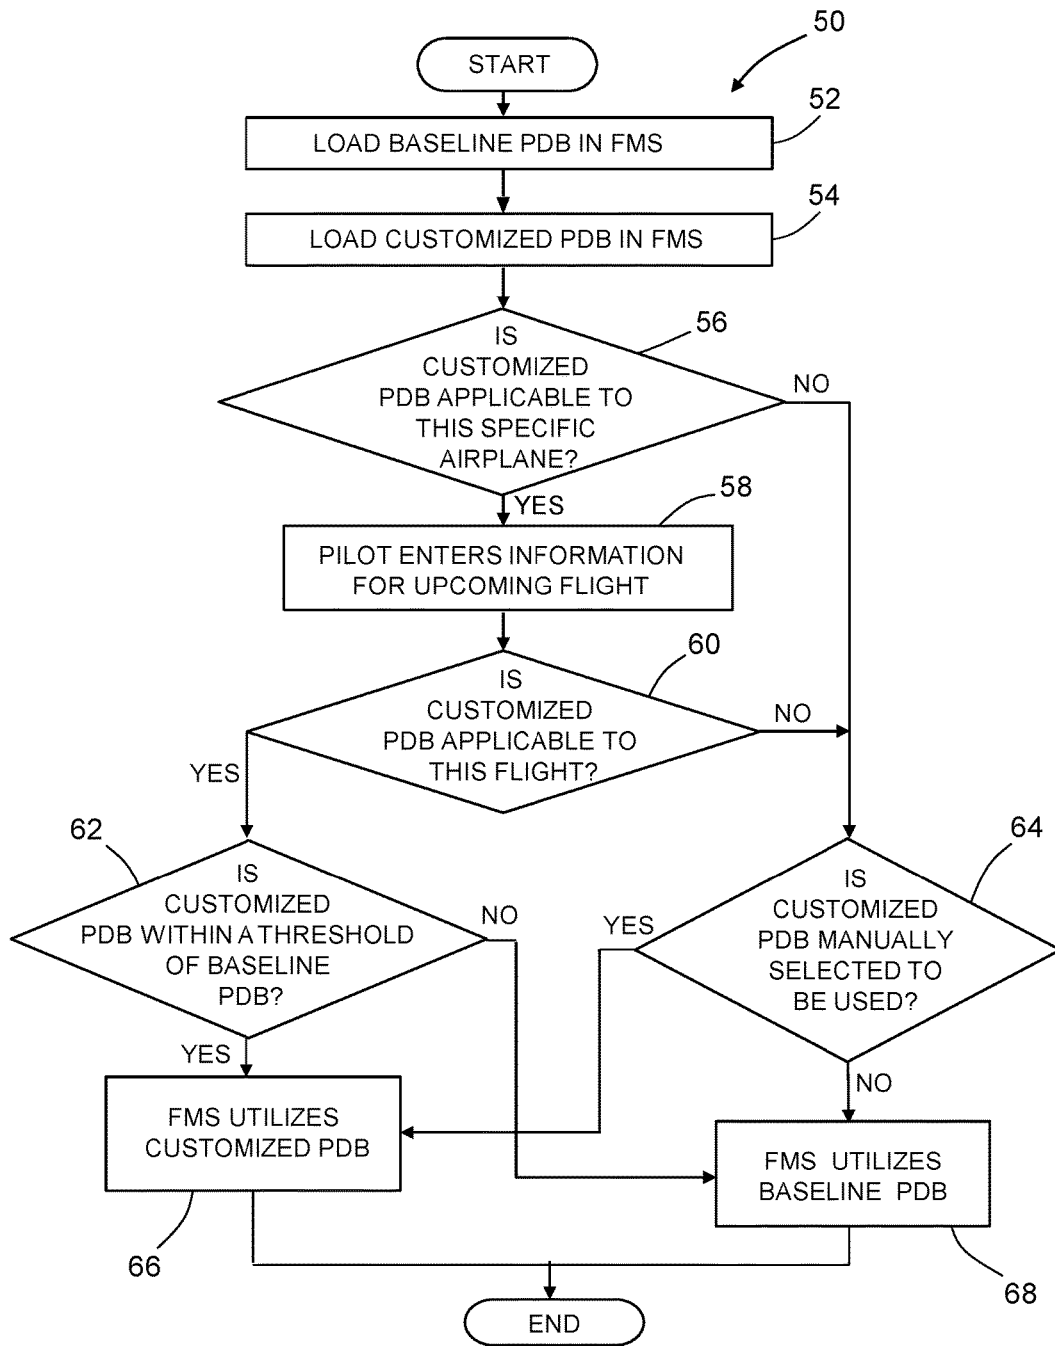 50
START
52
LOAD BASELINE PDB IN FMS
54
LOAD CUSTOMIZED PDB IN FMS
56
IS
CUSTOMIZED
PDB APPLICABLE TO
THIS SPECIFIC
AIRPLANE?
NO
YES
58
PILOT ENTERS INFORMATION
FOR UPCOMING FLIGHT
60
IS
CUSTOMIZED
PDB APPLICABLE TO
THIS FLIGHT?
NO
YES
62
IS
CUSTOMIZED
PDB WITHIN A THRESHOLD
OF BASELINE
PDB?
NO
YES
64
IS
CUSTOMIZED
PDB MANUALLY
SELECTED TO
BE USED?
YES
NO
FMS UTILIZES
CUSTOMIZED PDB
66
FMS UTILIZES
BASELINE PDB
68
END